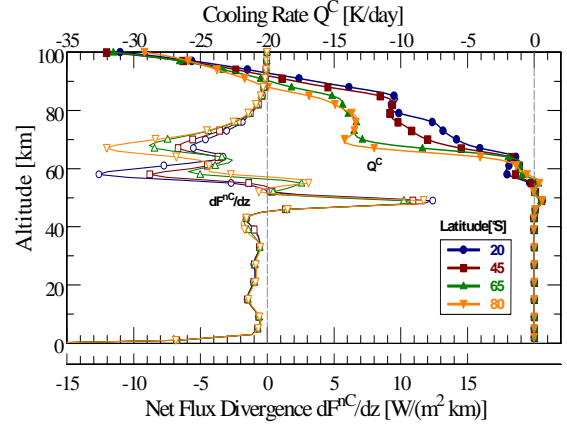 Cooling Rate Q^C [K/day]
-35 -30 -25 -20 -15 -10 -5 0
100
80
60
40
20
0
Altitude [km]
Q^C
dF^nC/dz
Latitude[°S]
20
45
65
80
-15 -10 -5 0 5 10 15 20
Net Flux Divergence dF^nC/dz [W/(m² km)]